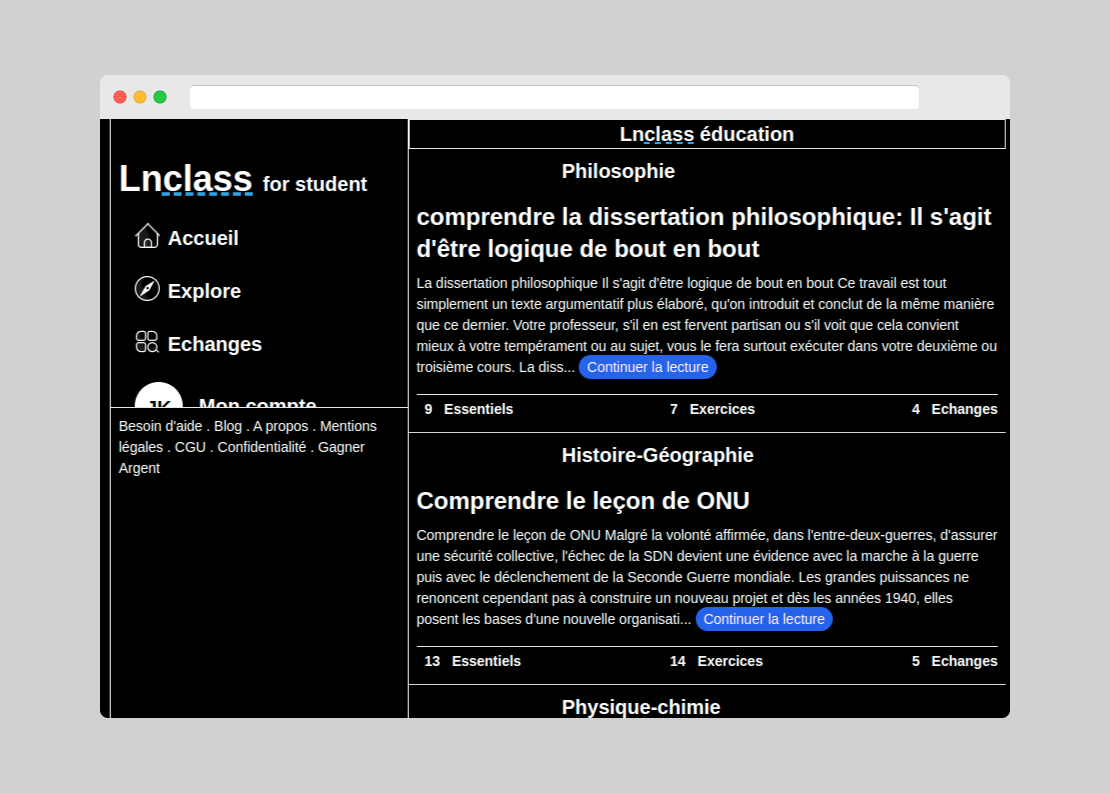 Lnclass for student
Accueil
Explore
Echanges
Mon compte
Besoin d'aide . Blog . A propos . Mentions
légales . CGU . Confidentialité . Gagner
Argent
Lnclass éducation
Philosophie
comprendre la dissertation philosophique: Il s'agit
d'être logique de bout en bout
La dissertation philosophique Il s'agit d'être logique de bout en bout Ce travail est tout
simplement un texte argumentatif plus élaboré, qu'on introduit et conclut de la même manière
que ce dernier. Votre professeur, s'il en est fervent partisan ou s'il voit que cela convient
mieux à votre tempérament ou au sujet, vous le fera surtout exécuter dans votre deuxième ou
troisième cours. La diss... Continuer la lecture
9 Essentiels 7 Exercices 4 Echanges
Histoire-Géographie
Comprendre le leçon de ONU
Comprendre le leçon de ONU Malgré la volonté affirmée, dans l'entre-deux-guerres, d'assurer
une sécurité collective, l'échec de la SDN devient une évidence avec la marche à la guerre
puis avec le déclenchement de la Seconde Guerre mondiale. Les grandes puissances ne
renoncent cependant pas à construire un nouveau projet et dès les années 1940, elles
posent les bases d'une nouvelle organisati... Continuer la lecture
13 Essentiels 14 Exercices 5 Echanges
Physique-chimie